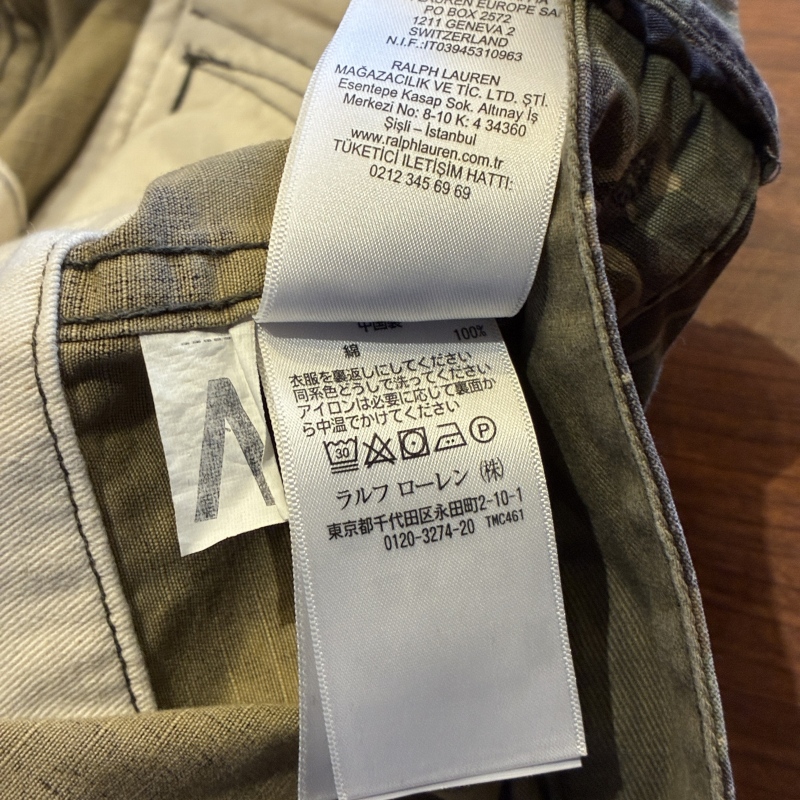 LAUREN EUROPE SA
PO BOX 2572
1211 GENEVA 2
SWITZERLAND
N.I.F.:IT03945310963
RALPH LAUREN
MAĞAZACILIK VE TİC. LTD. ŞTİ.
Esentepe Kasap Sok. Altınay İş
Merkezi No: 8-10 K: 4 34360
Şişli – İstanbul
www.ralphlauren.com.tr
TÜKETİCİ İLETİŞİM HATTI:
0212 345 69 69
中国製
綿 100%
衣服を裏返しにしてください
同系色どうしで洗ってください
アイロンは必要に応じて裏面か
ら中温でかけてください
30 P
ラルフ ローレン (株)
東京都千代田区永田町2-10-1
0120-3274-20 TMC461